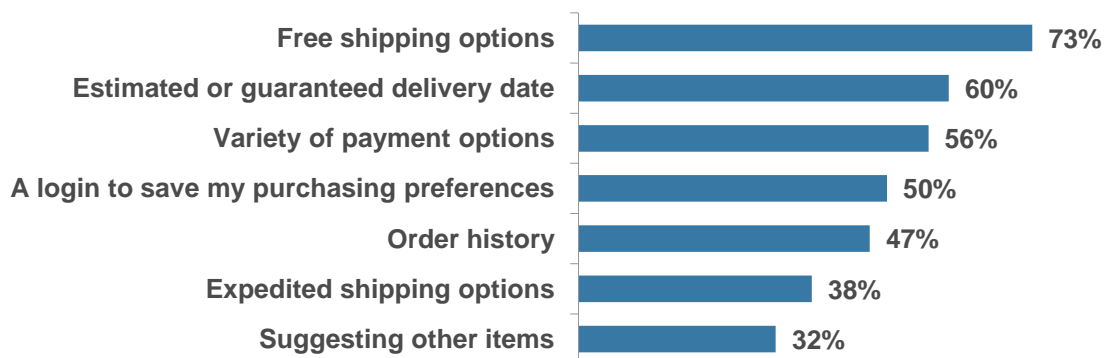 Free shipping options 73%
Estimated or guaranteed delivery date 60%
Variety of payment options 56%
A login to save my purchasing preferences 50%
Order history 47%
Expedited shipping options 38%
Suggesting other items 32%